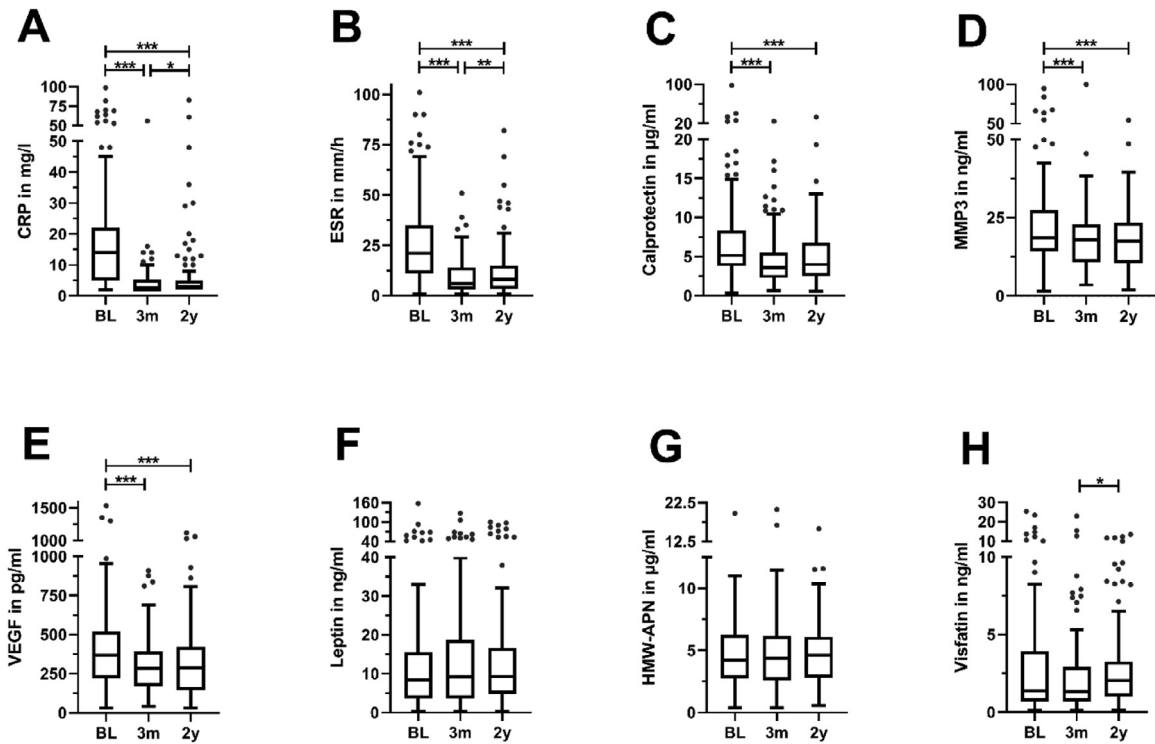 A
***
***
*
100
75
50
50
40
30
20
10
0
CRP in mg/l
BL 3m 2y
B
***
***
**
100
75
50
25
0
ESR in mm/h
BL 3m 2y
C
***
***
100
20
20
15
10
5
0
Calprotectin in µg/ml
BL 3m 2y
D
***
***
100
50
50
25
0
MMP3 in ng/ml
BL 3m 2y
E
***
***
1500
1000
1000
750
500
250
0
VEGF in pg/ml
BL 3m 2y
F
160
100
40
40
30
20
10
0
Leptin in ng/ml
BL 3m 2y
G
22.5
12.5
10
5
0
HMW-APN in µg/ml
BL 3m 2y
H
*
30
20
10
10
5
0
Visfatin in ng/ml
BL 3m 2y